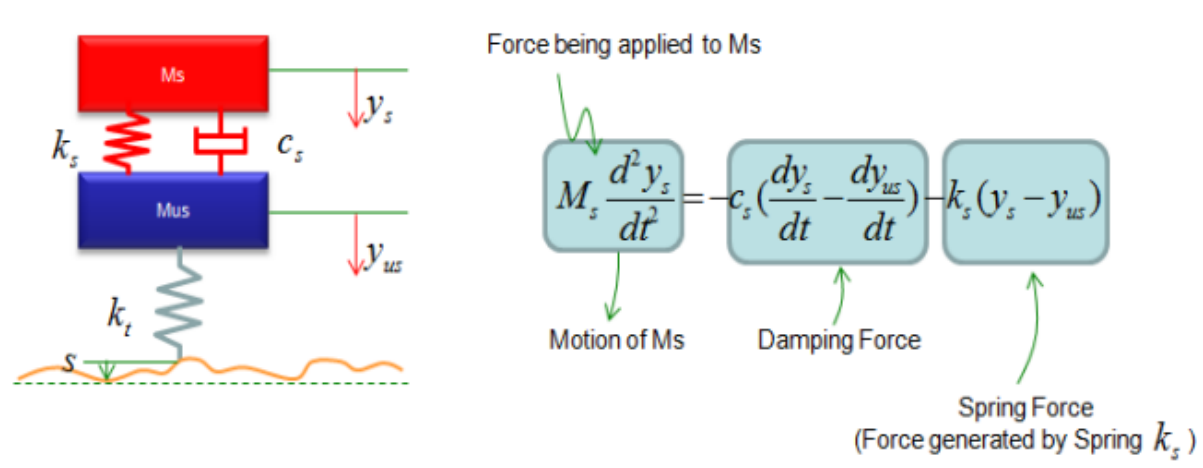 Force being applied to Ms
Ms
y_s
k_s
c_s
M_s d²y_s/dt² = -c_s(dy_s/dt - dy_us/dt) - k_s(y_s - y_us)
Mus
y_us
k_t
s
Motion of Ms
Damping Force
Spring Force
(Force generated by Spring k_s)